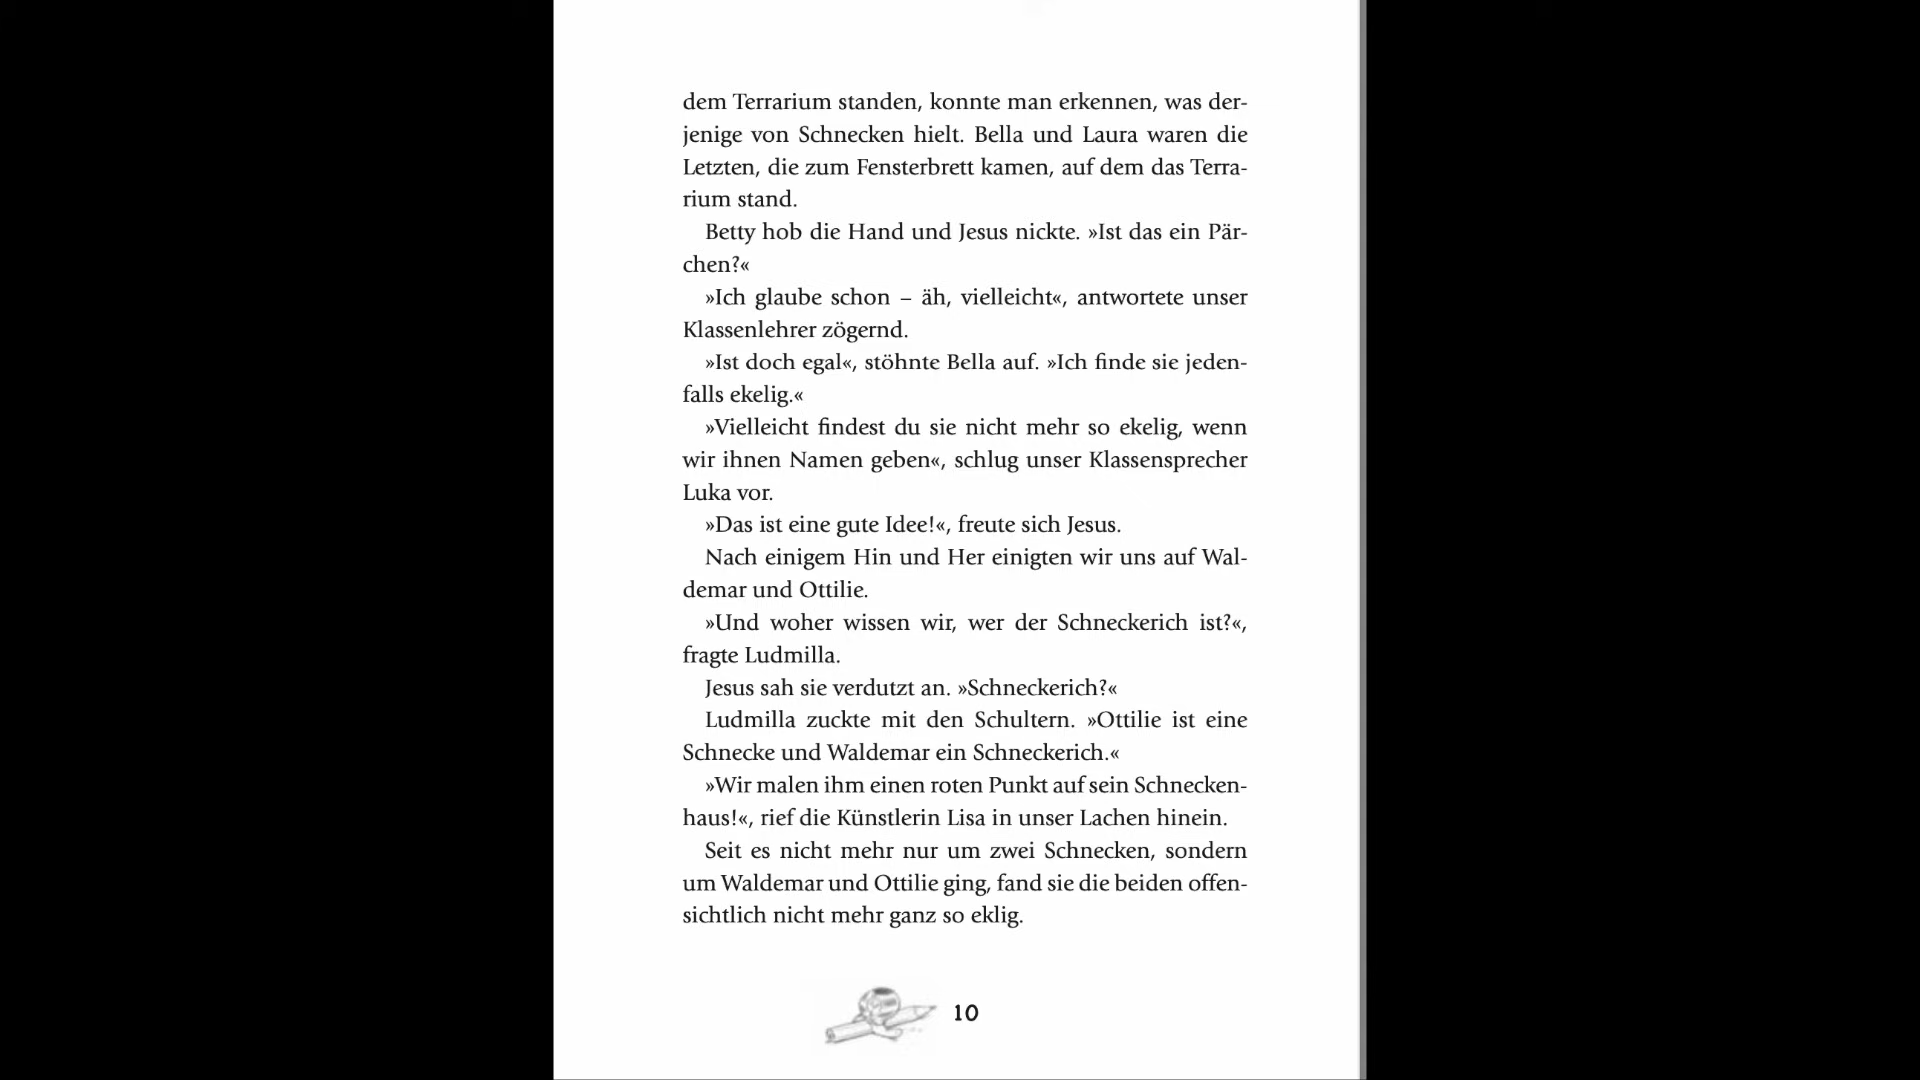 dem Terrarium standen, konnte man erkennen, was der-
jenige von Schnecken hielt. Bella und Laura waren die
Letzten, die zum Fensterbrett kamen, auf dem das Terra-
rium stand.
Betty hob die Hand und Jesus nickte. »Ist das ein Pär-
chen?«
»Ich glaube schon – äh, vielleicht«, antwortete unser
Klassenlehrer zögernd.
»Ist doch egal«, stöhnte Bella auf. »Ich finde sie jeden-
falls ekelig.«
»Vielleicht findest du sie nicht mehr so ekelig, wenn
wir ihnen Namen geben«, schlug unser Klassensprecher
Luka vor.
»Das ist eine gute Idee!«, freute sich Jesus.
Nach einigem Hin und Her einigten wir uns auf Wal-
demar und Ottilie.
»Und woher wissen wir, wer der Schneckerich ist?«,
fragte Ludmilla.
Jesus sah sie verdutzt an. »Schneckerich?«
Ludmilla zuckte mit den Schultern. »Ottilie ist eine
Schnecke und Waldemar ein Schneckerich.«
»Wir malen ihm einen roten Punkt auf sein Schnecken-
haus!«, rief die Künstlerin Lisa in unser Lachen hinein.
Seit es nicht mehr nur um zwei Schnecken, sondern
um Waldemar und Ottilie ging, fand sie die beiden offen-
sichtlich nicht mehr ganz so eklig.
10